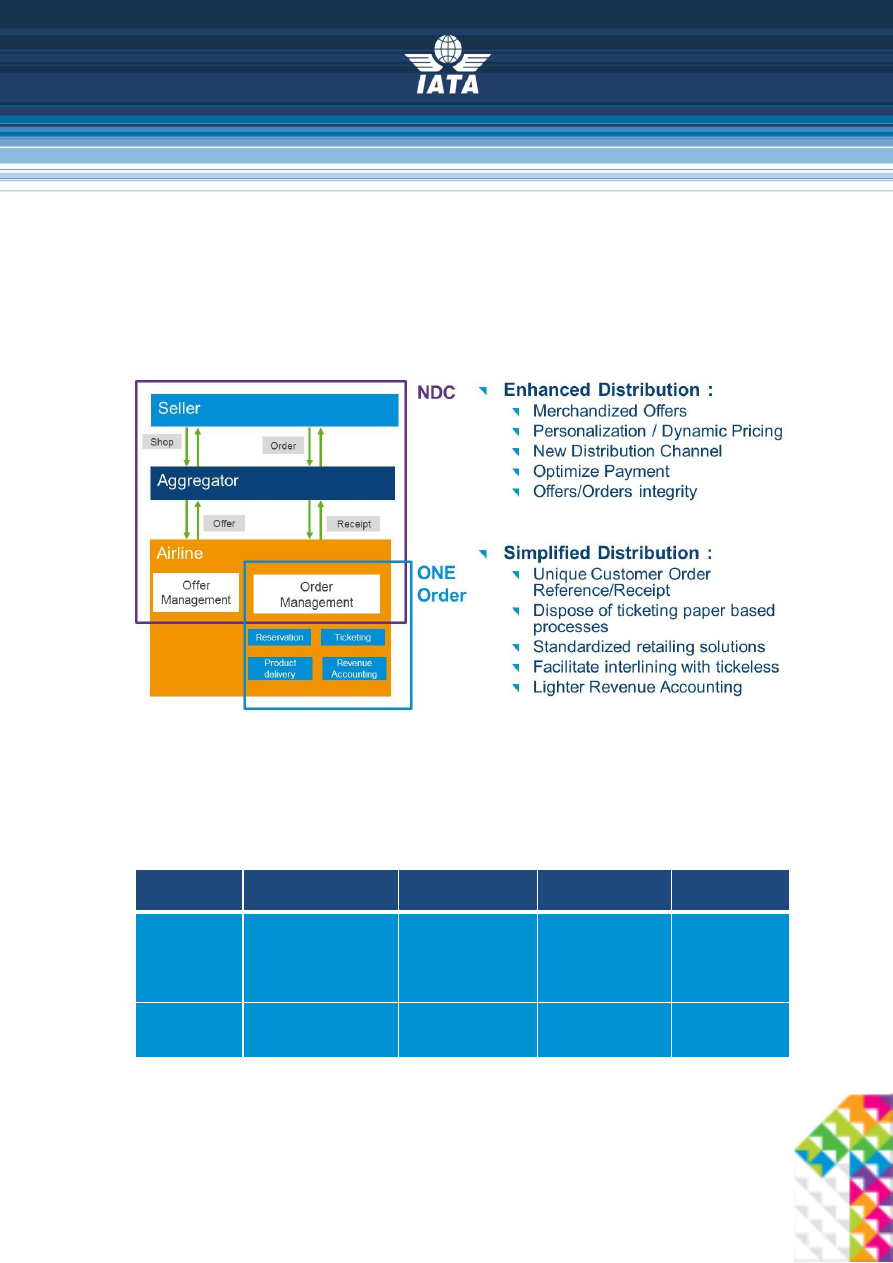 IATA
NDC
Seller
Shop
Order
Aggregator
Offer
Receipt
Airline
Offer
Management
Order
Management
ONE
Order
Reservation
Ticketing
Product
delivery
Revenue
Accounting
Enhanced Distribution :
Merchandized Offers
Personalization / Dynamic Pricing
New Distribution Channel
Optimize Payment
Offers/Orders integrity
Simplified Distribution :
Unique Customer Order
Reference/Receipt
Dispose of ticketing paper based
processes
Standardized retailing solutions
Facilitate interlining with tickeless
Lighter Revenue Accounting